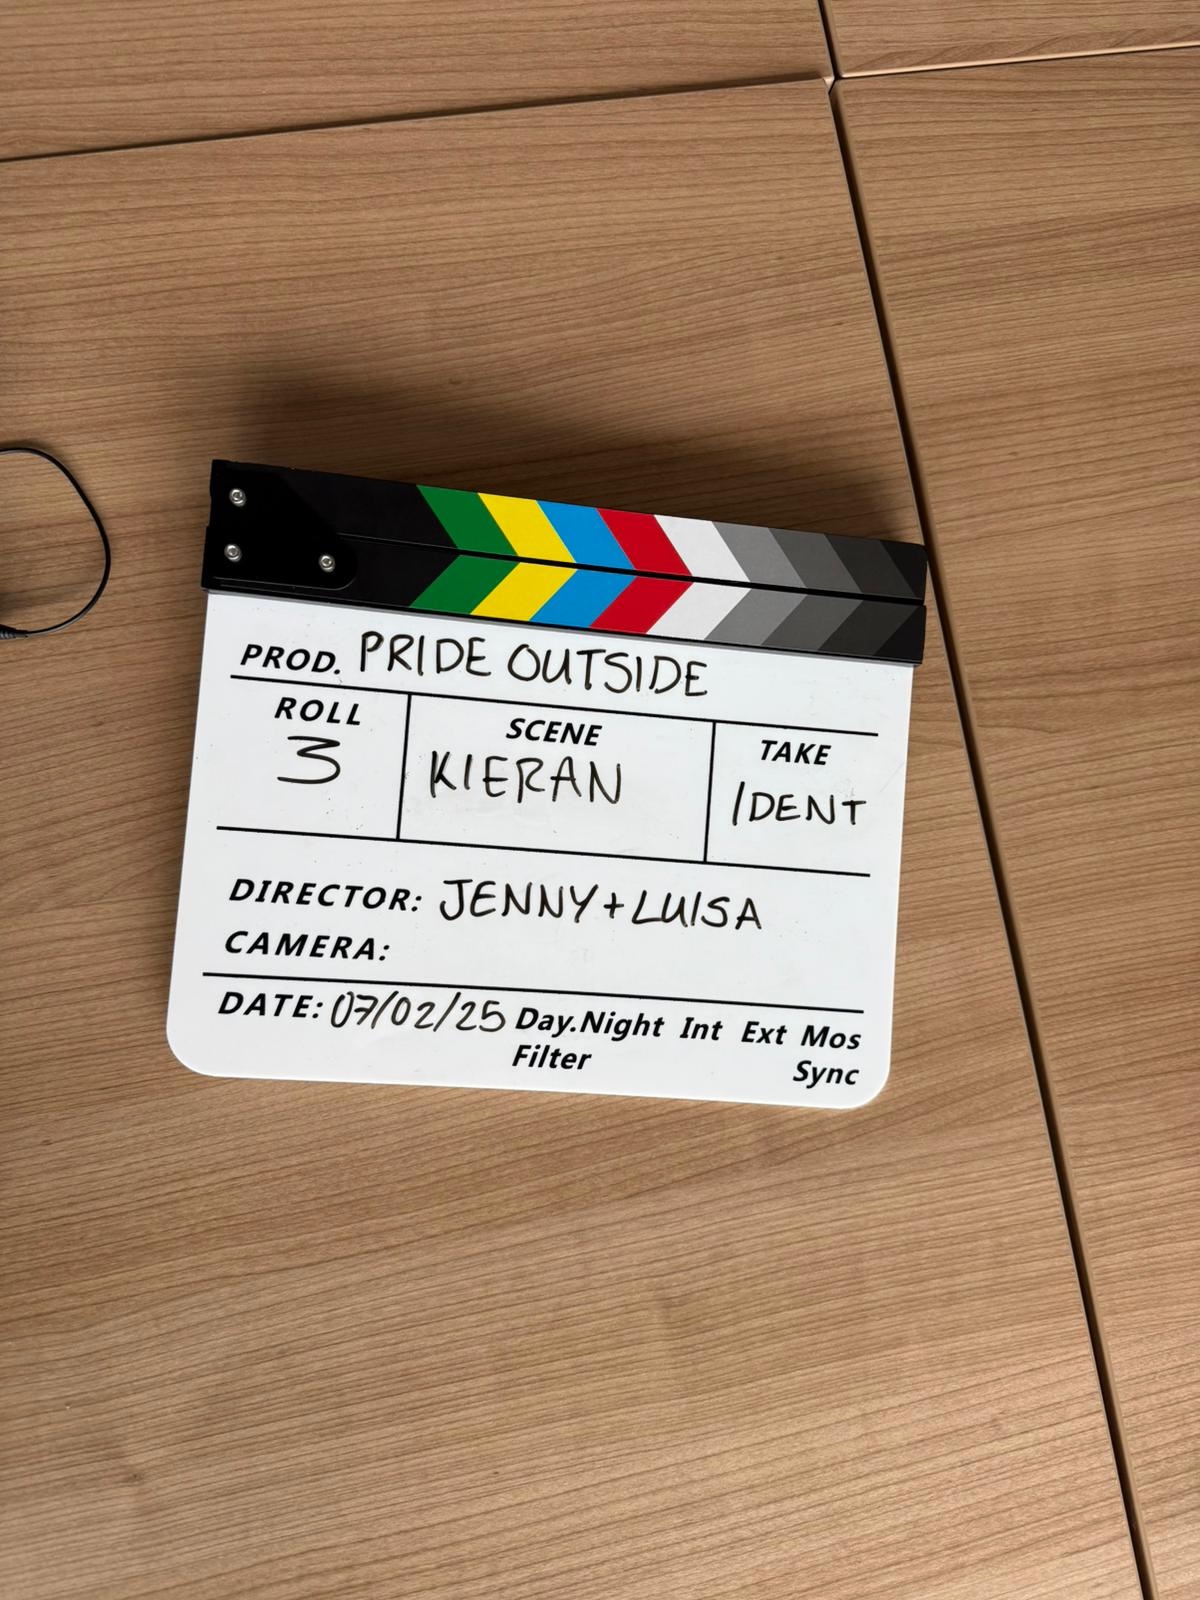 PROD. PRIDE OUTSIDE
ROLL SCENE TAKE
3 KIERAN IDENT
DIRECTOR: JENNY+LUISA
CAMERA:
DATE: 07/02/25 Day.Night Int Ext Mos
Filter Sync